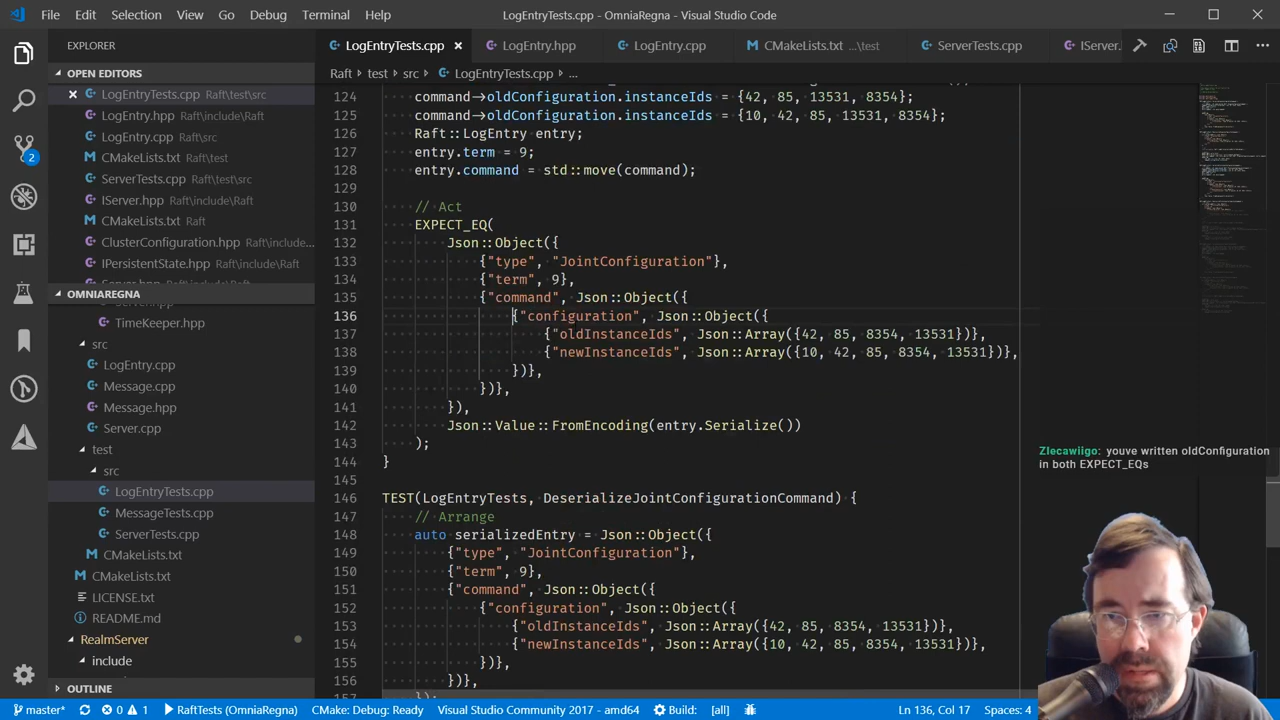 File Edit Selection View Go Debug Terminal Help LogEntryTests.cpp - OmniaRegna - Visual Studio Code
EXPLORER
LogEntryTests.cpp LogEntry.hpp LogEntry.cpp CMakeLists.txt ...\test ServerTests.cpp IServer.
OPEN EDITORS
Raft > test > src > LogEntryTests.cpp > ...
LogEntryTests.cpp Raft\test\src
LogEntry.hpp Raft\include\Raft
LogEntry.cpp Raft\src
CMakeLists.txt Raft\test
ServerTests.cpp Raft\test\src
IServer.hpp Raft\include\Raft
CMakeLists.txt Raft
ClusterConfiguration.hpp Raft\include...
IPersistentState.hpp Raft\include\Raft
OMNIAREGNA
TimeKeeper.hpp
src
LogEntry.cpp
Message.cpp
Message.hpp
Server.cpp
test
src
LogEntryTests.cpp
MessageTests.cpp
ServerTests.cpp
CMakeLists.txt
CMakeLists.txt
LICENSE.txt
README.md
RealmServer
include
OUTLINE
124 command->oldConfiguration.instanceIds = {42, 85, 13531, 8354};
125 command->oldConfiguration.instanceIds = {10, 42, 85, 13531, 8354};
126 Raft::LogEntry entry;
127 entry.term = 9;
128 entry.command = std::move(command);
129
130 // Act
131 EXPECT_EQ(
132 Json::Object({
133 {"type", "JointConfiguration"},
134 {"term", 9},
135 {"command", Json::Object({
136 {"configuration", Json::Object({
137 {"oldInstanceIds", Json::Array({42, 85, 8354, 13531})},
138 {"newInstanceIds", Json::Array({10, 42, 85, 8354, 13531})},
139 })},
140 })},
141 }),
142 Json::Value::FromEncoding(entry.Serialize())
143 );
144 }
145
146 TEST(LogEntryTests, DeserializeJointConfigurationCommand) {
147 // Arrange
148 auto serializedEntry = Json::Object({
149 {"type", "JointConfiguration"},
150 {"term", 9},
151 {"command", Json::Object({
152 {"configuration", Json::Object({
153 {"oldInstanceIds", Json::Array({42, 85, 8354, 13531})},
154 {"newInstanceIds", Json::Array({10, 42, 85, 8354, 13531})},
155 })},
156 })},
157 });
Zlecawiigo: youve written oldConfiguration
in both EXPECT_EQs
master* 0 1 RaftTests (OmniaRegna) CMake: Debug: Ready Visual Studio Community 2017 - amd64 Build: [all] Ln 136, Col 17 Spaces: 4